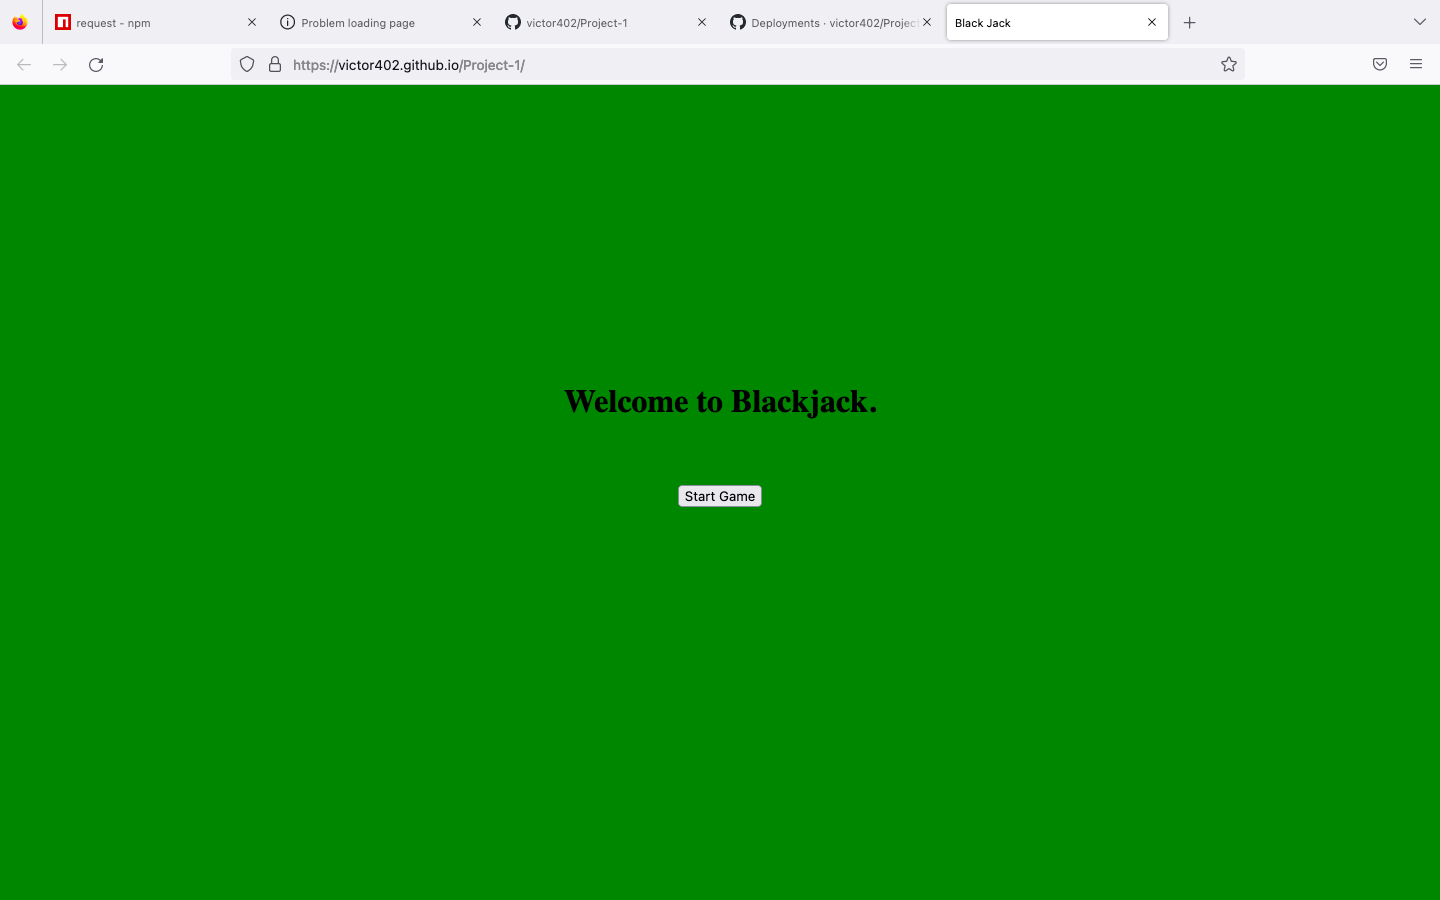 request - npm
Problem loading page
victor402/Project-1
Deployments · victor402/Project
Black Jack
https://victor402.github.io/Project-1/
Welcome to Blackjack.
Start Game